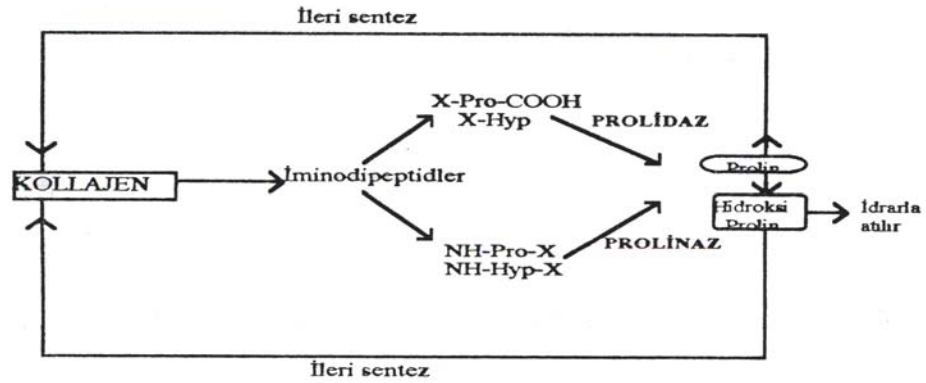 İleri sentez
X-Pro-COOH
X-Hyp
PROLİDAZ
Prolin
KOLLAJEN
İminodipeptidler
Hidroksi
Prolin
İdrarla
atılır
NH-Pro-X
NH-Hyp-X
PROLİNAZ
İleri sentez